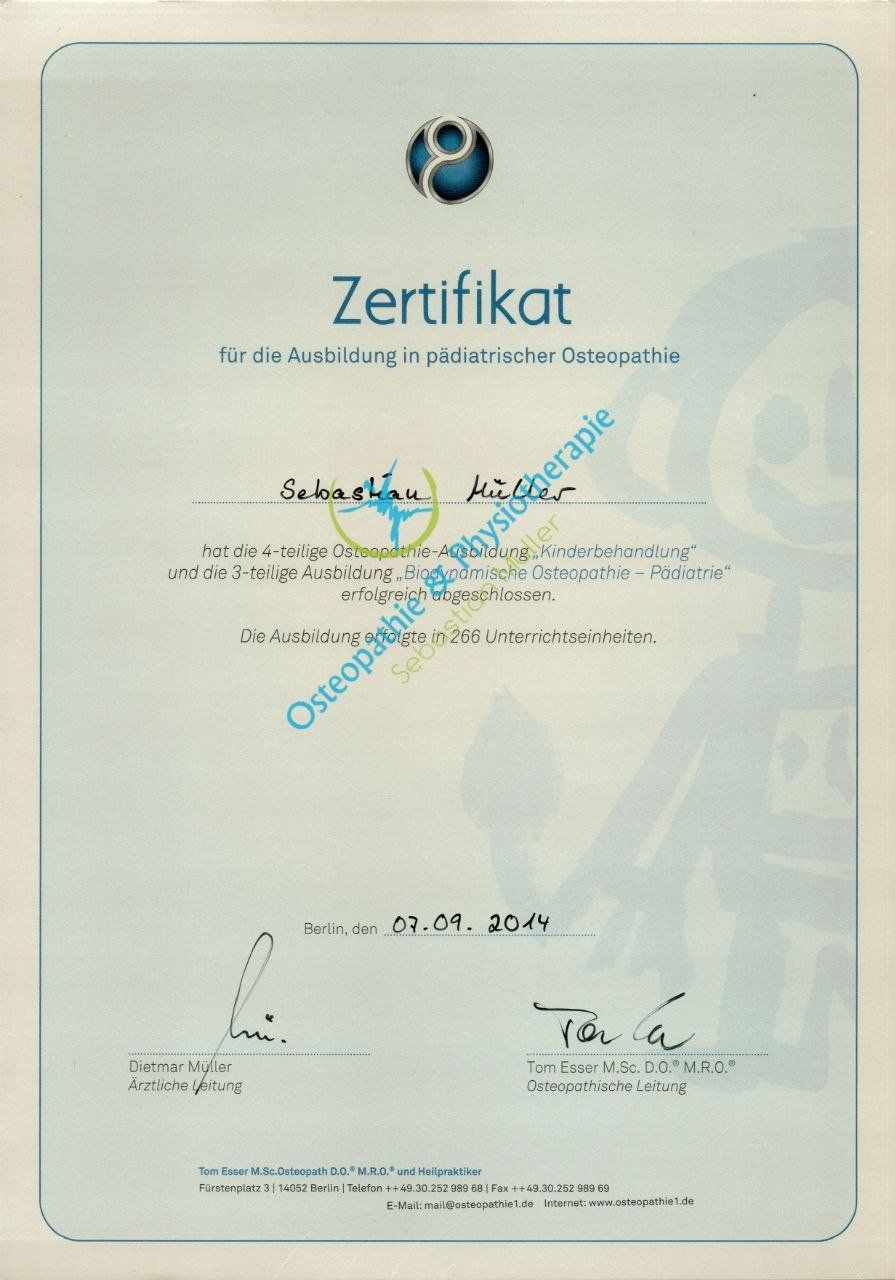 Zertifikat
für die Ausbildung in pädiatrischer Osteopathie
Sebastian Müller
hat die 4-teilige Osteopathie-Ausbildung „Kinderbehandlung“
und die 3-teilige Ausbildung „Biodynamische Osteopathie – Pädiatrie“
erfolgreich abgeschlossen.
Die Ausbildung erfolgte in 266 Unterrichtseinheiten.
Osteopathie & Physiotherapie
Sebastian Müller
Berlin, den 07.09. 2014
Dietmar Müller
Ärztliche Leitung
Tom Esser M.Sc. D.O.® M.R.O.®
Osteopathische Leitung
Tom Esser M.Sc.Osteopath D.O.® M.R.O.® und Heilpraktiker
Fürstenplatz 3 | 14052 Berlin | Telefon ++49.30.252 989 68 | Fax ++49.30.252 989 69
E-Mail: mail@osteopathie1.de Internet: www.osteopathie1.de